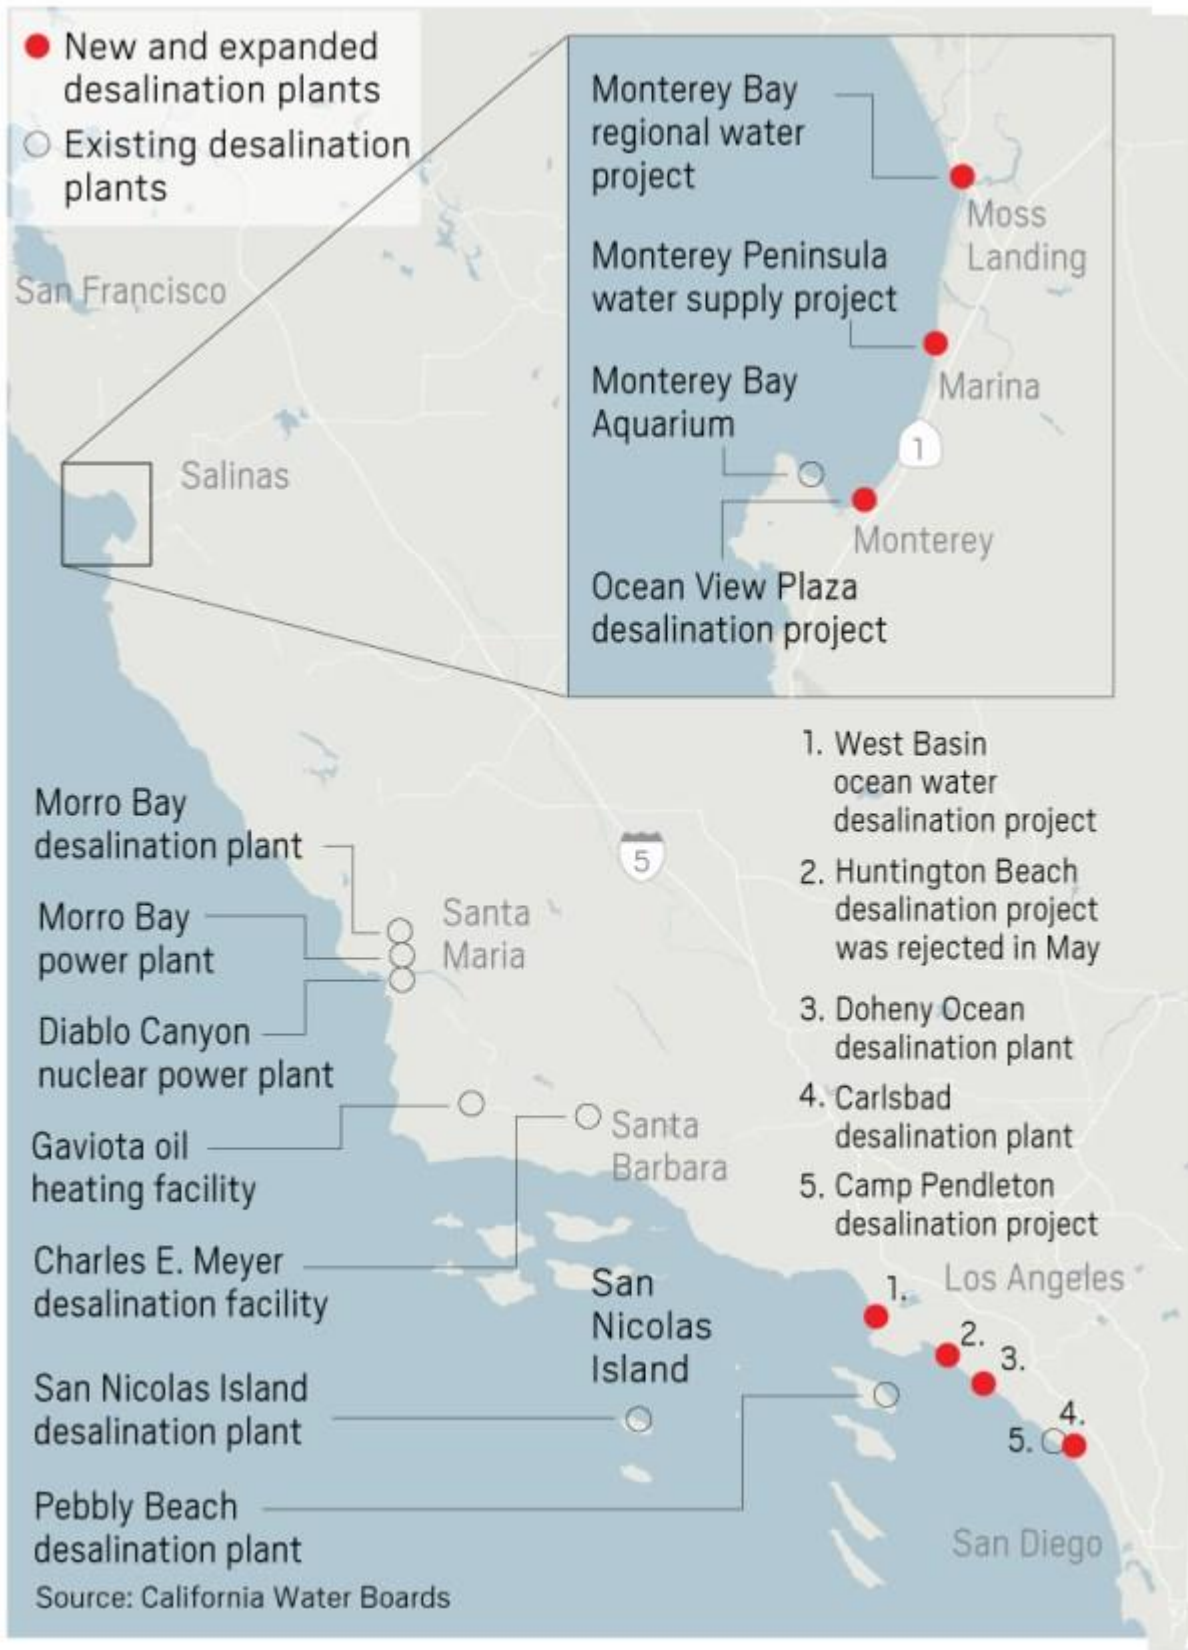 New and expanded
desalination plants
Existing desalination
plants
San Francisco
Salinas
Monterey Bay
regional water
project
Moss
Landing
Monterey Peninsula
water supply project
Marina
Monterey Bay
Aquarium
1
Monterey
Ocean View Plaza
desalination project
1. West Basin
ocean water
desalination project
2. Huntington Beach
desalination project
was rejected in May
3. Doheny Ocean
desalination plant
4. Carlsbad
desalination plant
5. Camp Pendleton
desalination project
5
Morro Bay
desalination plant
Morro Bay
power plant
Diablo Canyon
nuclear power plant
Gaviota oil
heating facility
Charles E. Meyer
desalination facility
San Nicolas Island
desalination plant
Pebbly Beach
desalination plant
Santa
Maria
Santa
Barbara
San
Nicolas
Island
Los Angeles
1.
2.
3.
4.
5.
San Diego
Source: California Water Boards